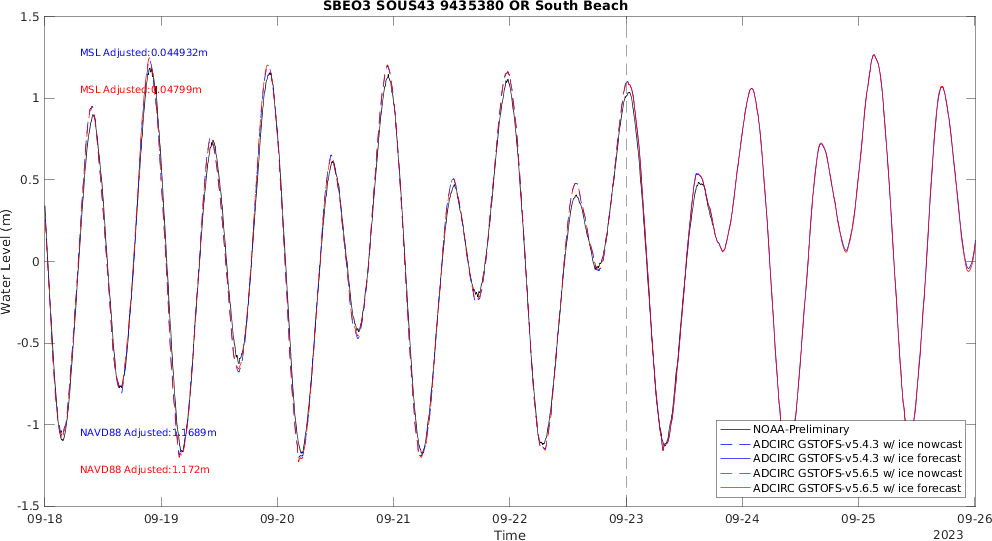 SBEO3 SOUS43 9435380 OR South Beach
Water Level (m)
1.5
1
0.5
0
-0.5
-1
-1.5
MSL Adjusted:0.044932m
MSL Adjusted:0.04799m
NAVD88 Adjusted:1.1689m
NAVD88 Adjusted:1.172m
NOAA-Preliminary
ADCIRC GSTOFS-v5.4.3 w/ ice nowcast
ADCIRC GSTOFS-v5.4.3 w/ ice forecast
ADCIRC GSTOFS-v5.6.5 w/ ice nowcast
ADCIRC GSTOFS-v5.6.5 w/ ice forecast
09-18 09-19 09-20 09-21 09-22 09-23 09-24 09-25 09-26
Time
2023